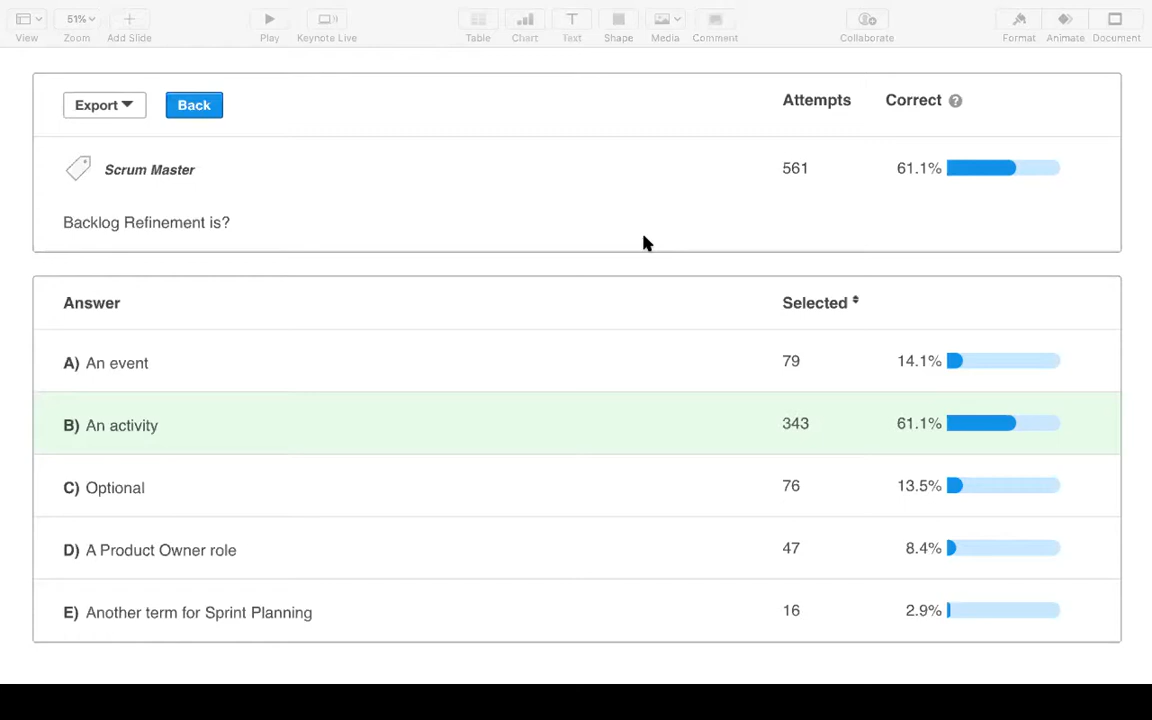 View
51%
Zoom
Add Slide
Play
Keynote Live
Table
Chart
Text
Shape
Media
Comment
Collaborate
Format
Animate
Document
Export Back Attempts Correct ?
Scrum Master 561 61.1%
Backlog Refinement is?
Answer Selected
A) An event 79 14.1%
B) An activity 343 61.1%
C) Optional 76 13.5%
D) A Product Owner role 47 8.4%
E) Another term for Sprint Planning 16 2.9%